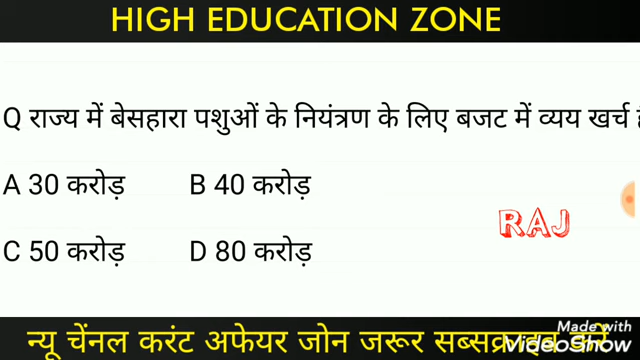 HIGH EDUCATION ZONE
Q राज्य में बेसहारा पशुओं के नियंत्रण के लिए बजट में व्यय खर्च
A 30 करोड़ B 40 करोड़
RAJ
C 50 करोड़ D 80 करोड़
Made with
VideoShow
न्यू चेंनल करंट अफेयर जोन जरूर